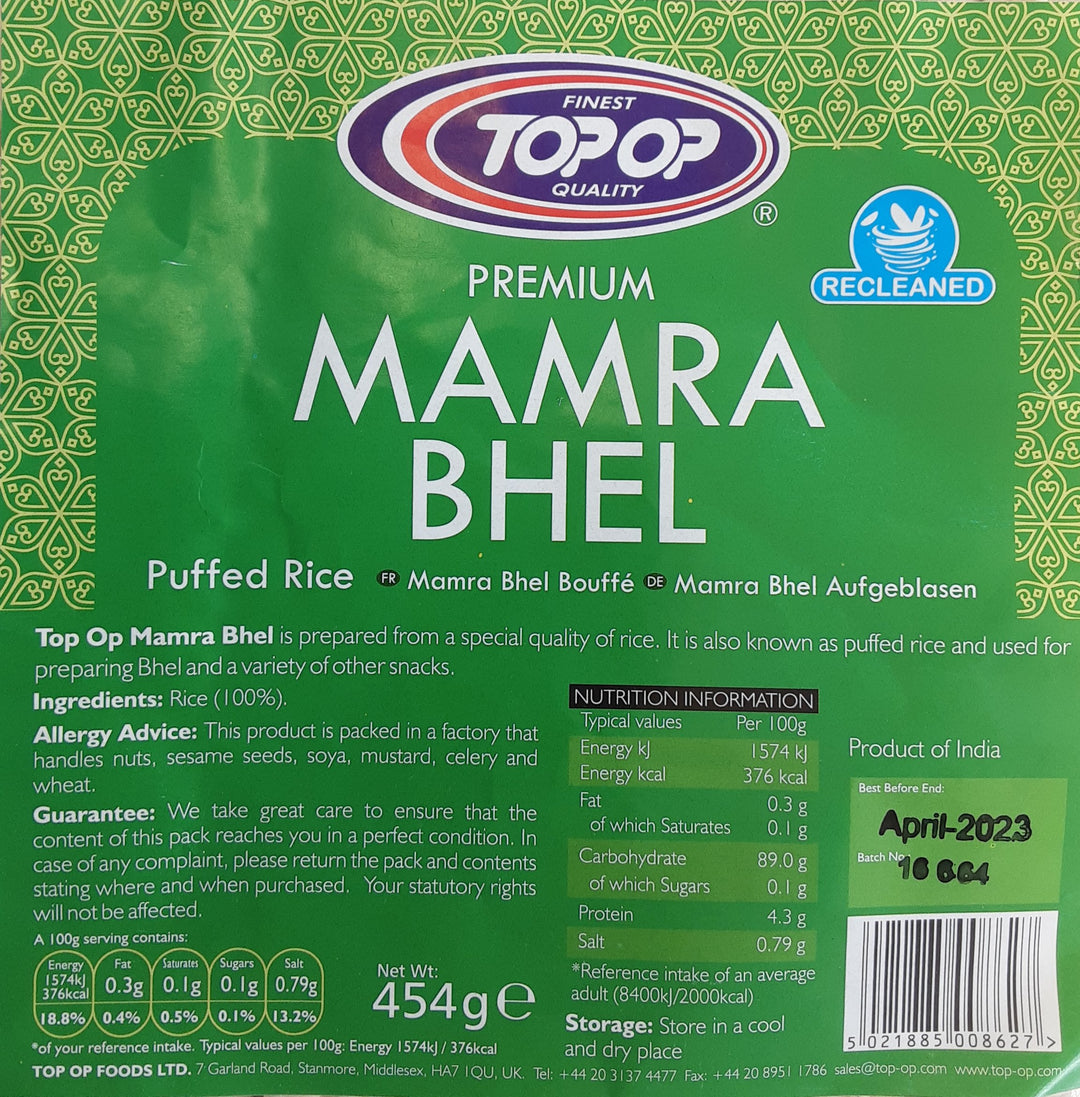 FINEST
TOP OP
QUALITY
®
RECLEANED
PREMIUM
MAMRA
BHEL
Puffed Rice FR Mamra Bhel Bouffé DE Mamra Bhel Aufgeblasen
Top Op Mamra Bhel is prepared from a special quality of rice. It is also known as puffed rice and used for
preparing Bhel and a variety of other snacks.
Ingredients: Rice (100%).
Allergy Advice: This product is packed in a factory that
handles nuts, sesame seeds, soya, mustard, celery and
wheat.
Guarantee: We take great care to ensure that the
content of this pack reaches you in a perfect condition. In
case of any complaint, please return the pack and contents
stating where and when purchased. Your statutory rights
will not be affected.
A 100g serving contains:
Energy Fat Saturates Sugars Salt
1574kJ
376kcal 0.3g 0.1g 0.1g 0.79g
18.8% 0.4% 0.5% 0.1% 13.2%
*of your reference intake. Typical values per 100g: Energy 1574kJ / 376kcal
Net Wt:
454g e
NUTRITION INFORMATION
Typical values Per 100g
Energy kJ 1574 kJ
Energy kcal 376 kcal
Fat 0.3 g
of which Saturates 0.1 g
Carbohydrate 89.0 g
of which Sugars 0.1 g
Protein 4.3 g
Salt 0.79 g
*Reference intake of an average
adult (8400kJ/2000kcal)
Storage: Store in a cool
and dry place
Product of India
Best Before End:
April-2023
Batch No
16 664
5 021885 008627 >
TOP OP FOODS LTD. 7 Garland Road, Stanmore, Middlesex, HA7 1QU, UK. Tel: +44 20 3137 4477 Fax: +44 20 8951 1786 sales@top-op.com www.top-op.com